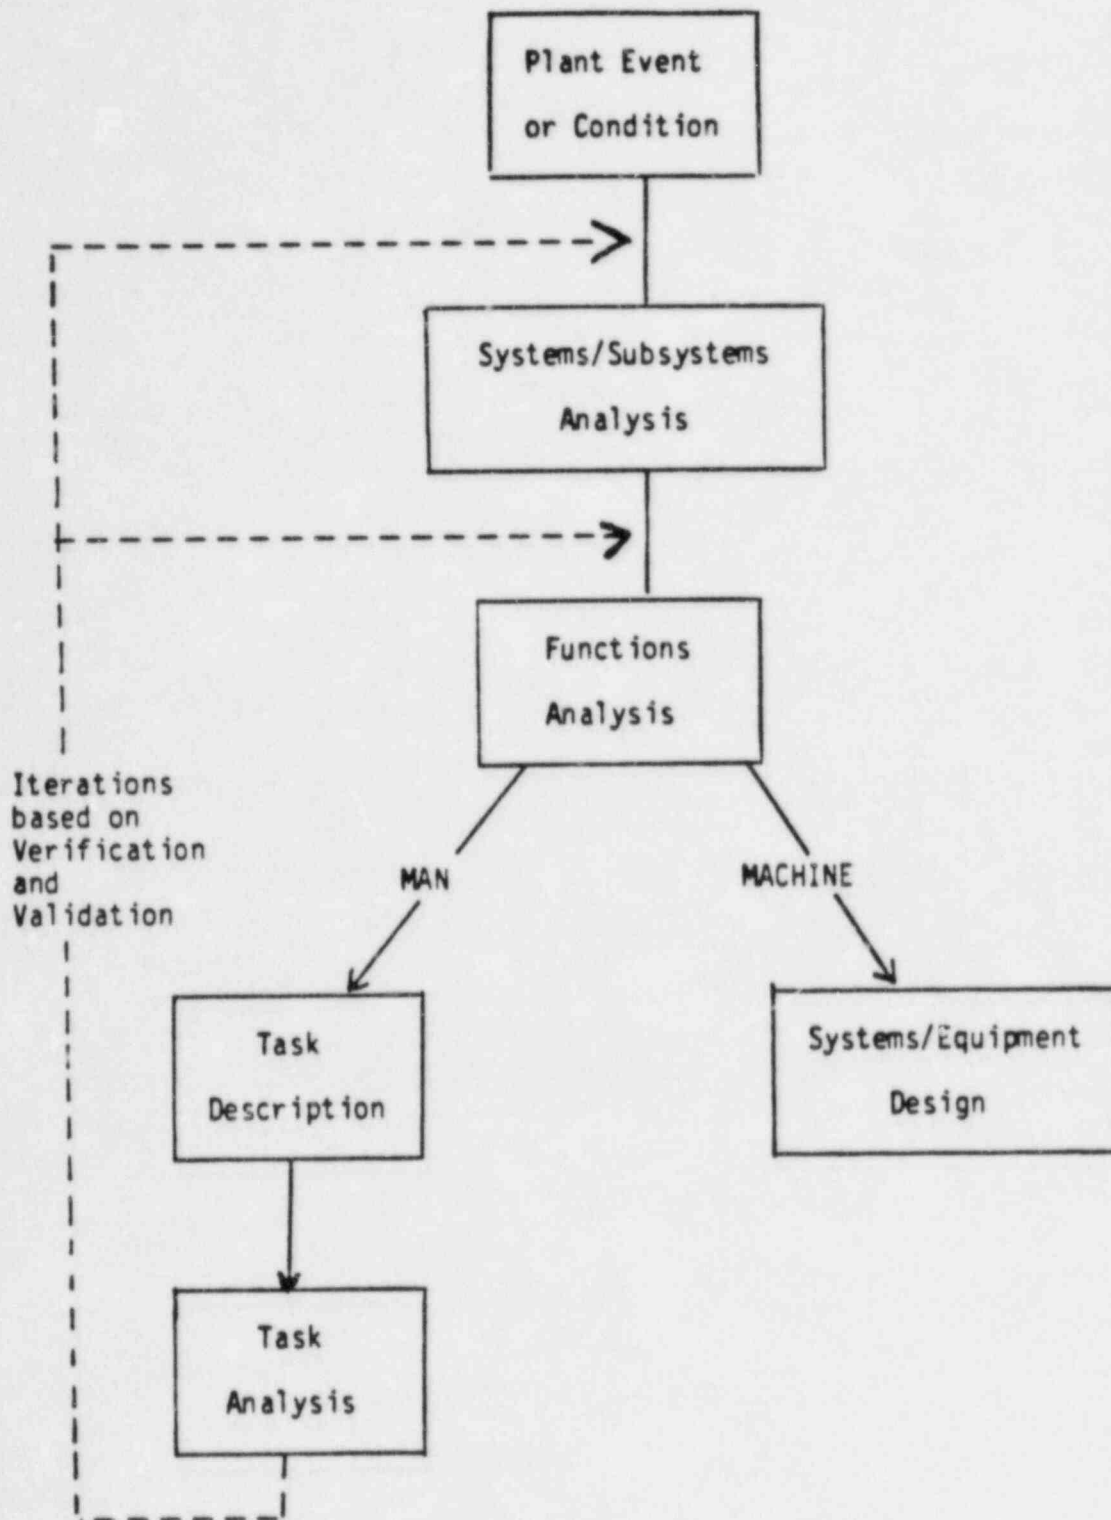 Plant Event
or Condition
Systems/Subsystems
Analysis
Functions
Analysis
Iterations
based on
Verification
and
Validation
MAN
MACHINE
Task
Description
Systems/Equipment
Design
Task
Analysis